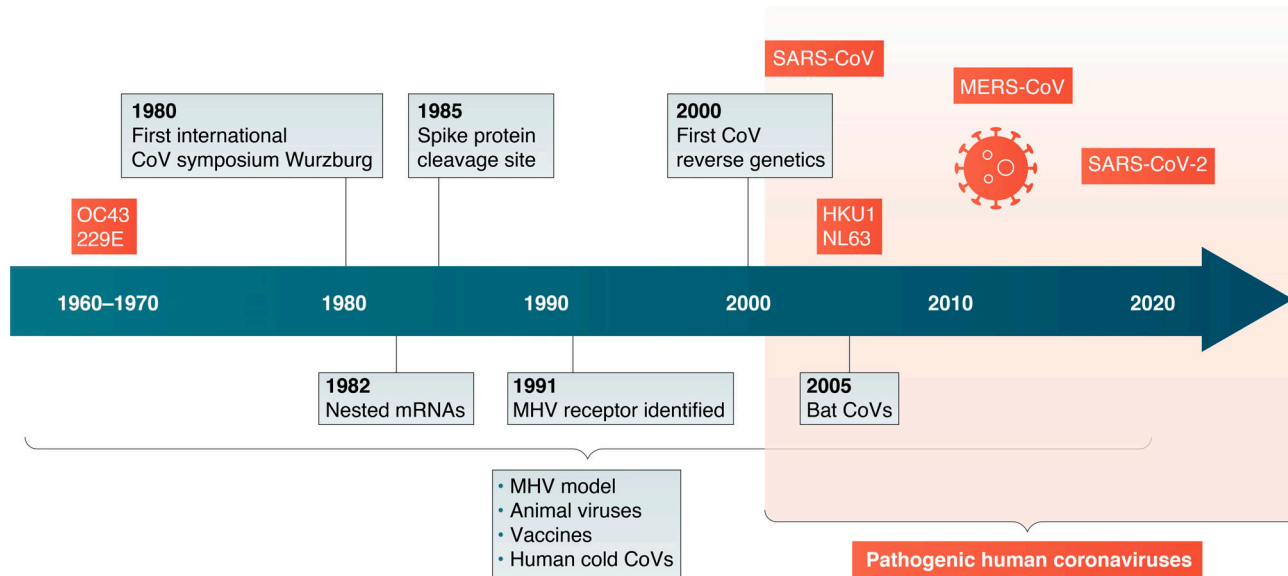 SARS-CoV
MERS-CoV
SARS-CoV-2
1980
First international
CoV symposium Wurzburg
1985
Spike protein
cleavage site
2000
First CoV
reverse genetics
OC43
229E
HKU1
NL63
1960–1970
1980
1990
2000
2010
2020
1982
Nested mRNAs
1991
MHV receptor identified
2005
Bat CoVs
• MHV model
• Animal viruses
• Vaccines
• Human cold CoVs
Pathogenic human coronaviruses